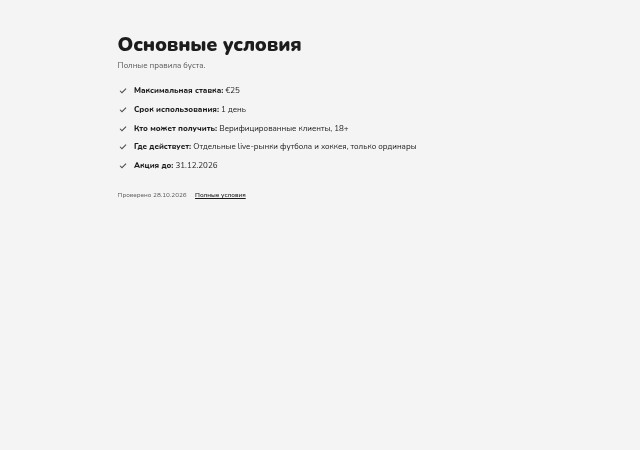 Основные условия
Полные правила буста.
Максимальная ставка: €25
Срок использования: 1 день
Кто может получить: Верифицированные клиенты, 18+
Где действует: Отдельные live-рынки футбола и хоккея, только ординары
Акция до: 31.12.2026
Проверено 28.10.2026 Полные условия